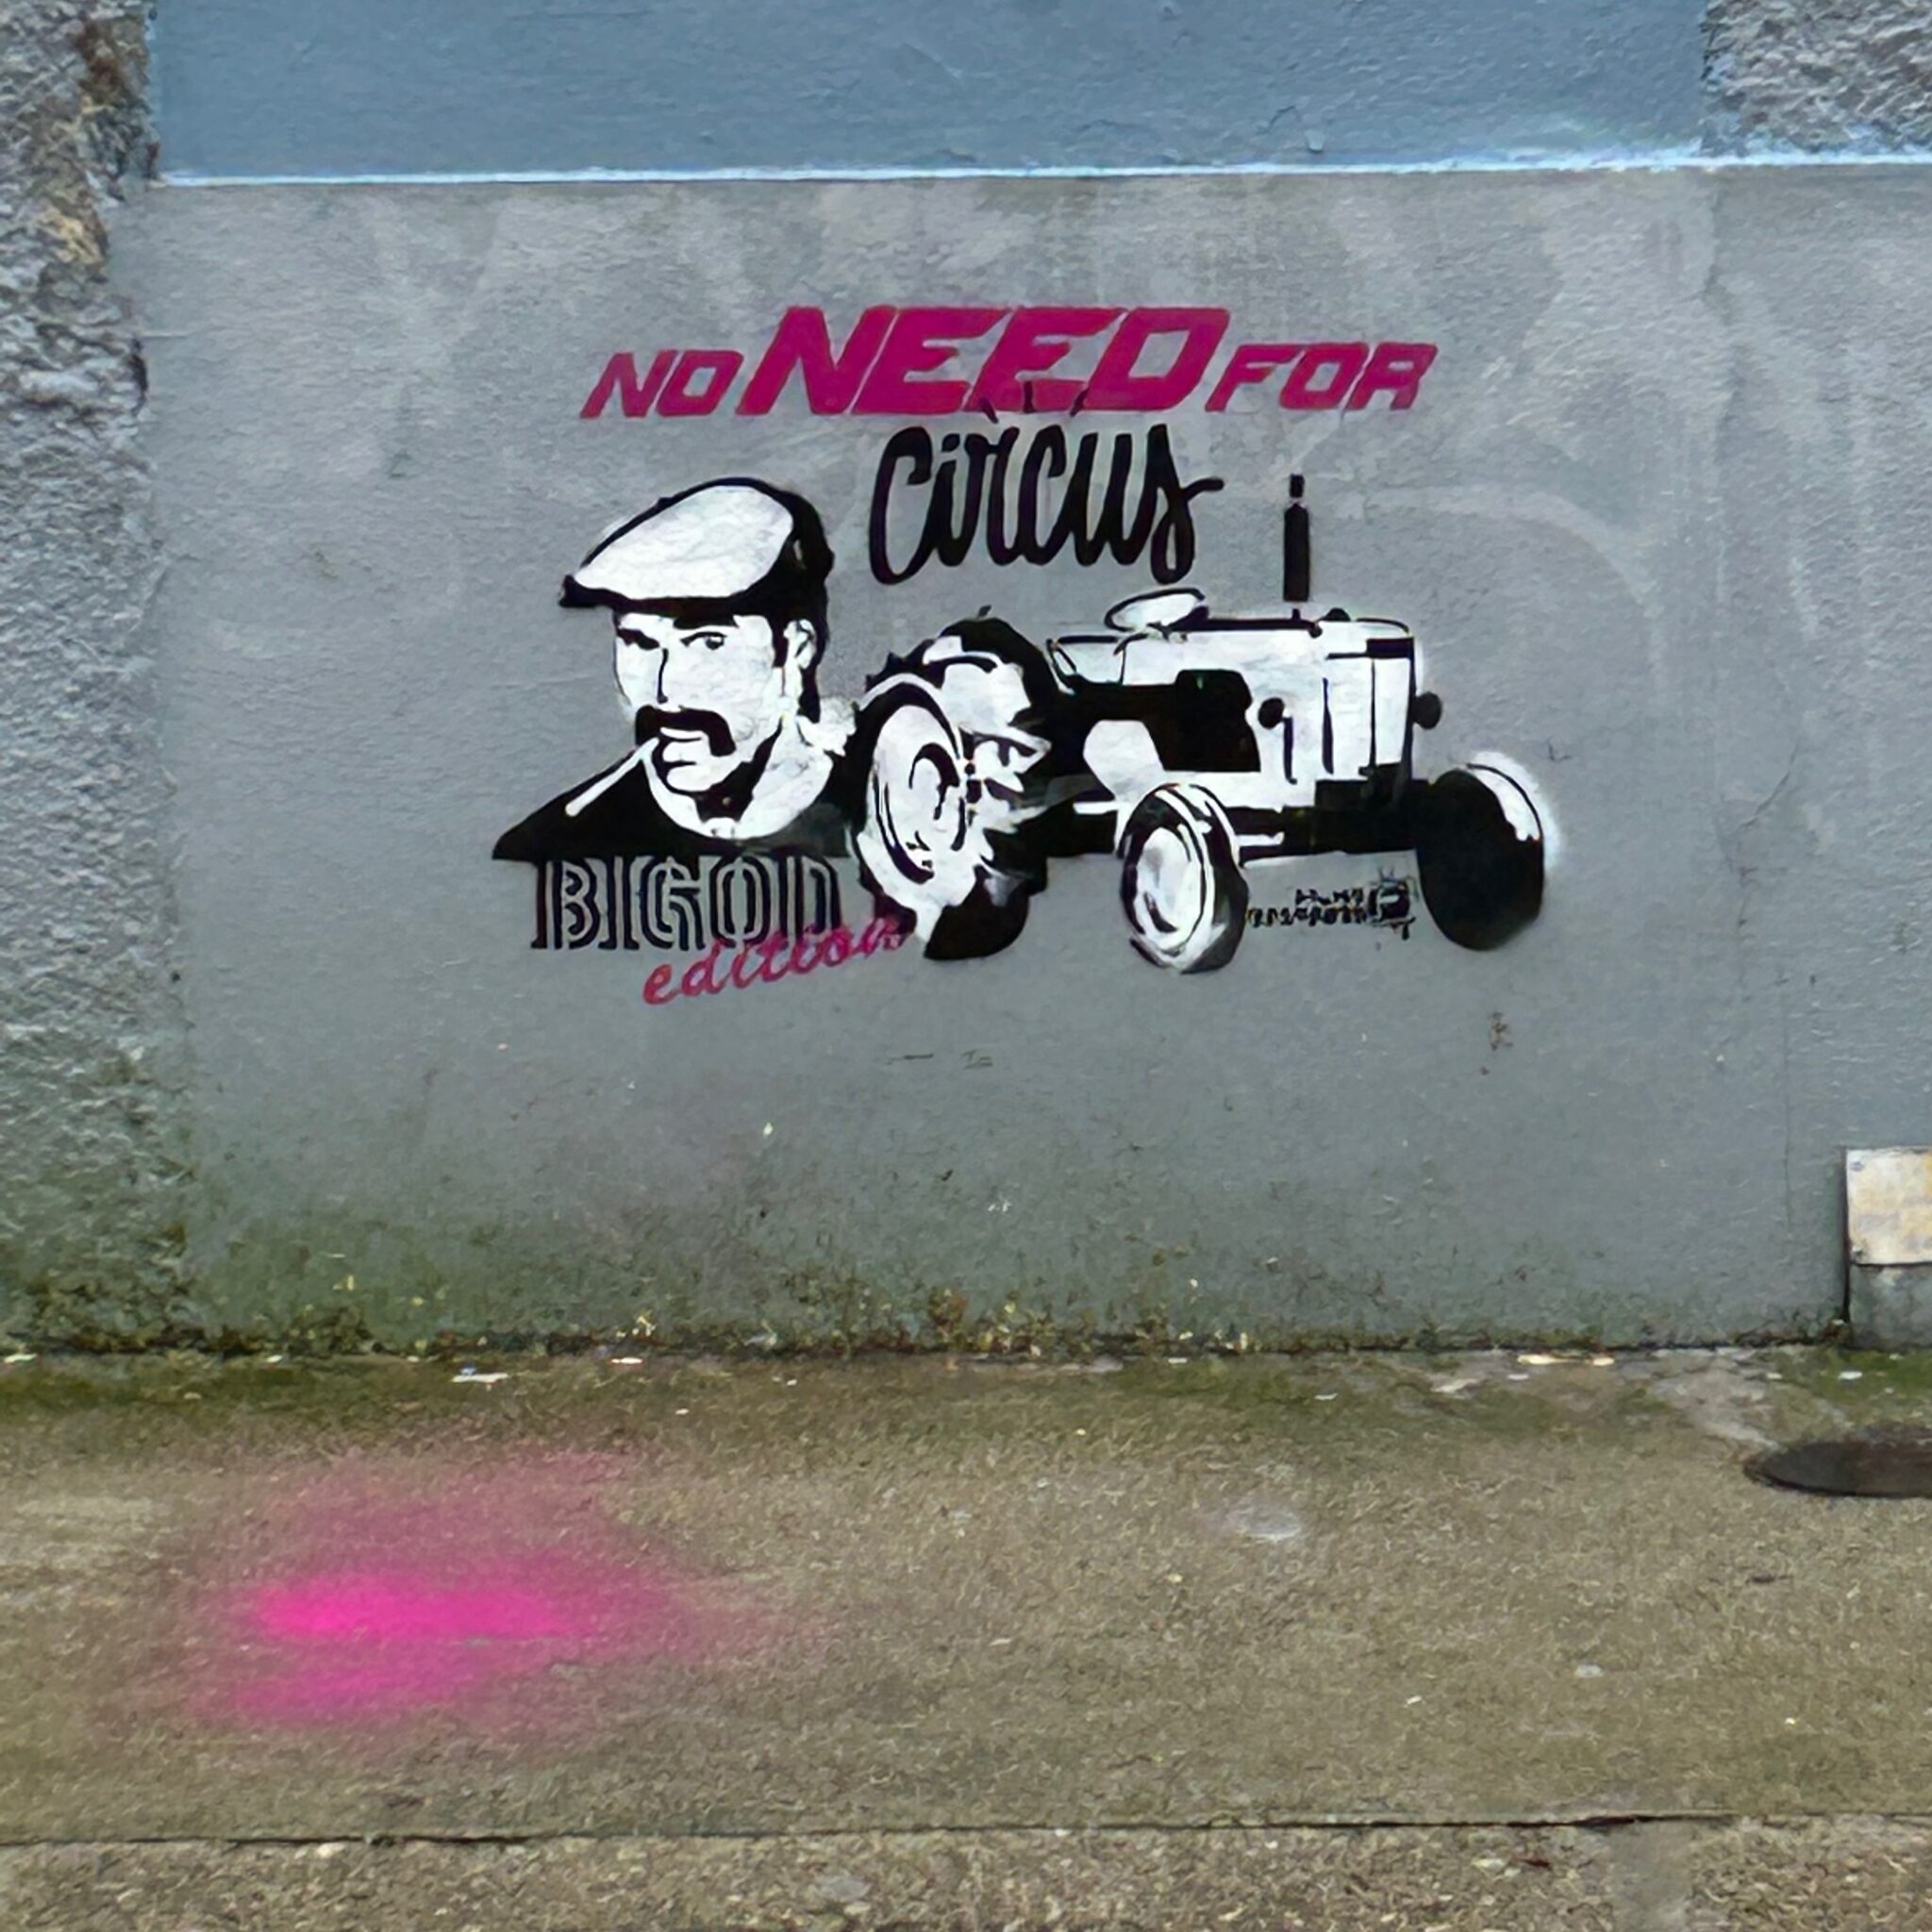 NO NEED FOR
Circus
BIGOD
edition